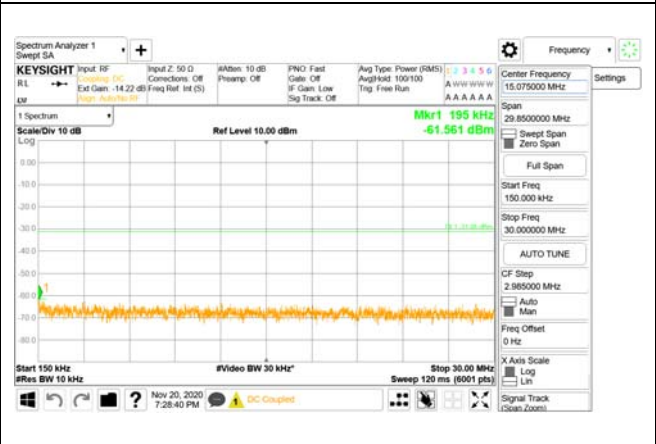 Spectrum Analyzer 1
Swept SA
Frequency
Settings
KEYSIGHT
RL
Input: RF
Coupling: DC
Ext Gain: -14.22 dB
Align: Auto/No RF
Input Z: 50 Ω
Corrections: Off
Freq Ref: Int (S)
#Atten: 10 dB
Preamp: Off
PNO: Fast
Gate: Off
IF Gain: Low
Sig Track: Off
Avg Type: Power (RMS)
Avg|Hold: 100/100
Trig: Free Run
1 2 3 4 5 6
A W W W W W
A A A A A A
1 Spectrum
Scale/Div 10 dB
Ref Level 10.00 dBm
Mkr1 195 kHz
-61.561 dBm
Log
0.00
-10.0
-20.0
-30.0
-40.0
-50.0
-60.0
-70.0
-80.0
1
Start 150 kHz
#Video BW 30 kHz*
Stop 30.00 MHz
#Res BW 10 kHz
Sweep 120 ms (6001 pts)
Nov 20, 2020
7:28:40 PM
DC Coupled
Center Frequency
15.075000 MHz
Span
29.8500000 MHz
Swept Span
Zero Span
Full Span
Start Freq
150.000 kHz
Stop Freq
30.000000 MHz
AUTO TUNE
CF Step
2.985000 MHz
Auto
Man
Freq Offset
0 Hz
X Axis Scale
Log
Lin
Signal Track
(Span Zoom)